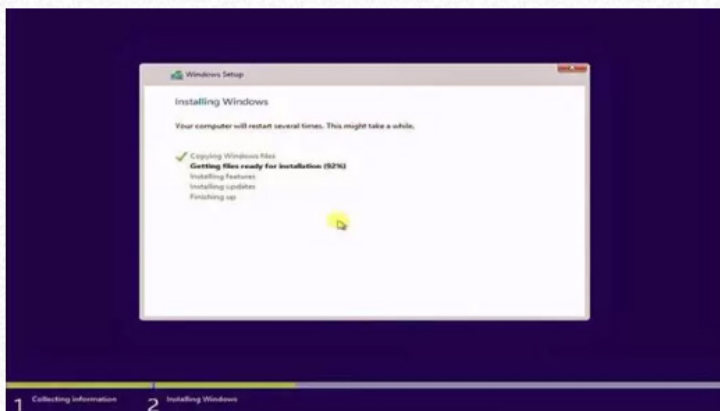 Windows Setup
Installing Windows
Your computer will restart several times. This might take a while.
Copying Windows files
Getting files ready for installation (92%)
Installing features
Installing updates
Finishing up
1 Collecting information
2 Installing Windows